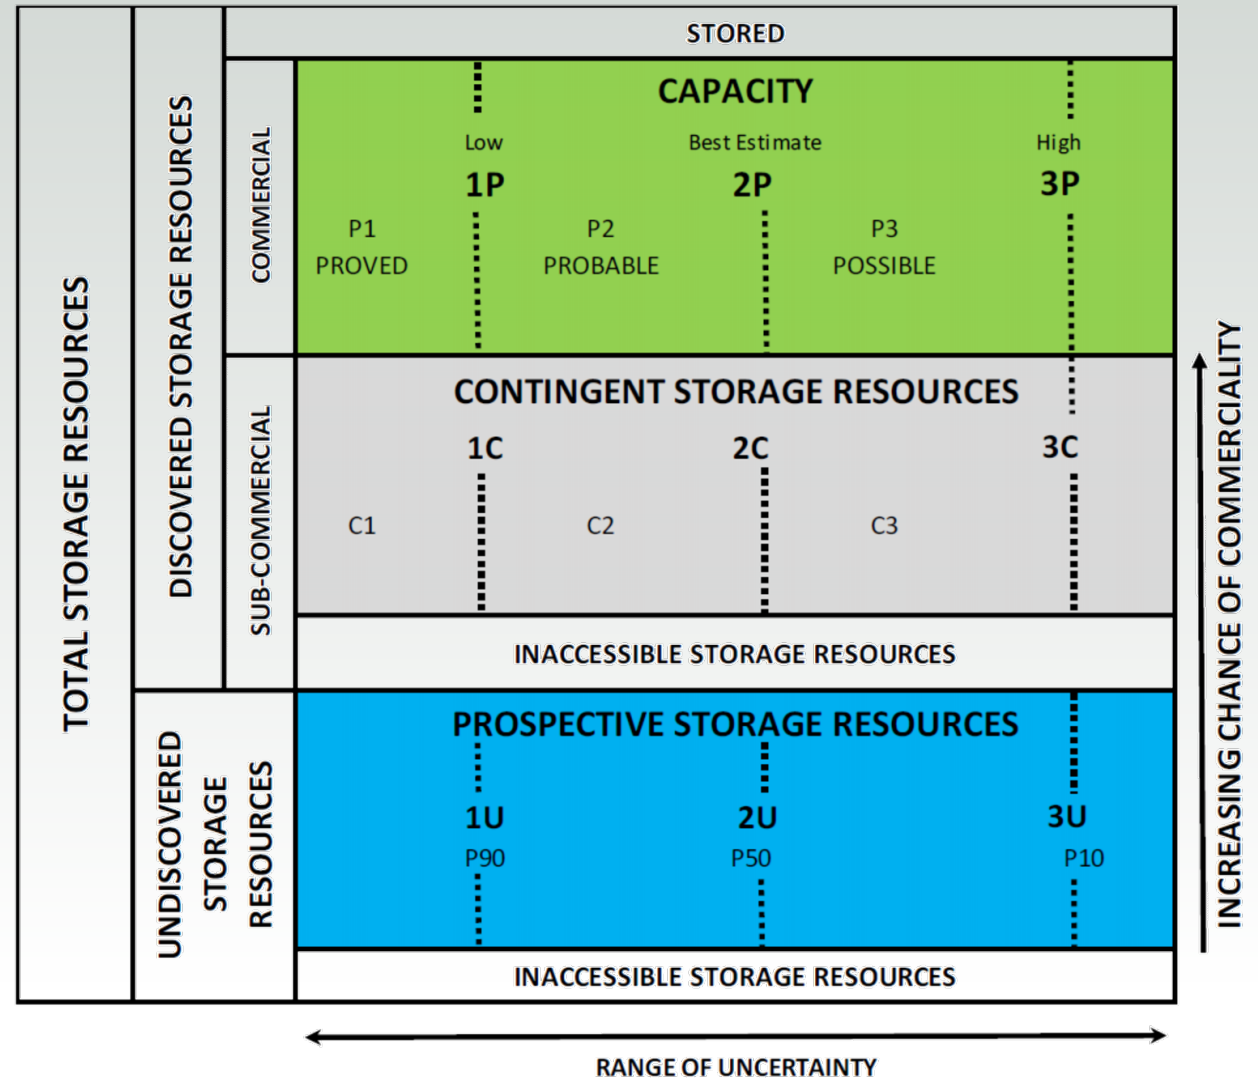 STORED
CAPACITY
Low
Best Estimate
High
1P
2P
3P
P1
PROVED
P2
PROBABLE
P3
POSSIBLE
CONTINGENT STORAGE RESOURCES
1C
2C
3C
C1
C2
C3
INACCESSIBLE STORAGE RESOURCES
PROSPECTIVE STORAGE RESOURCES
1U
2U
3U
P90
P50
P10
INACCESSIBLE STORAGE RESOURCES
RANGE OF UNCERTAINTY
TOTAL STORAGE RESOURCES
DISCOVERED STORAGE RESOURCES
COMMERCIAL
SUB-COMMERCIAL
UNDISCOVERED
STORAGE
RESOURCES
INCREASING CHANCE OF COMMERCIALITY